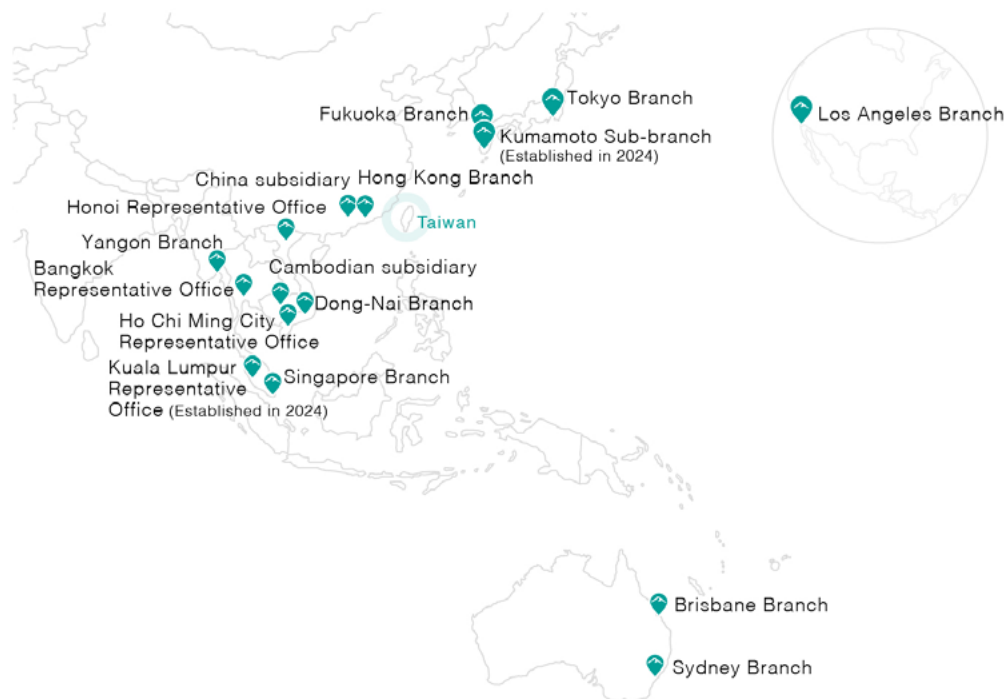 Tokyo Branch
Fukuoka Branch
Los Angeles Branch
Kumamoto Sub-branch
(Established in 2024)
China subsidiary
Hong Kong Branch
Honoi Representative Office
Taiwan
Yangon Branch
Bangkok
Representative Office
Cambodian subsidiary
Dong-Nai Branch
Ho Chi Ming City
Representative Office
Kuala Lumpur
Representative
Office (Established in 2024)
Singapore Branch
Brisbane Branch
Sydney Branch